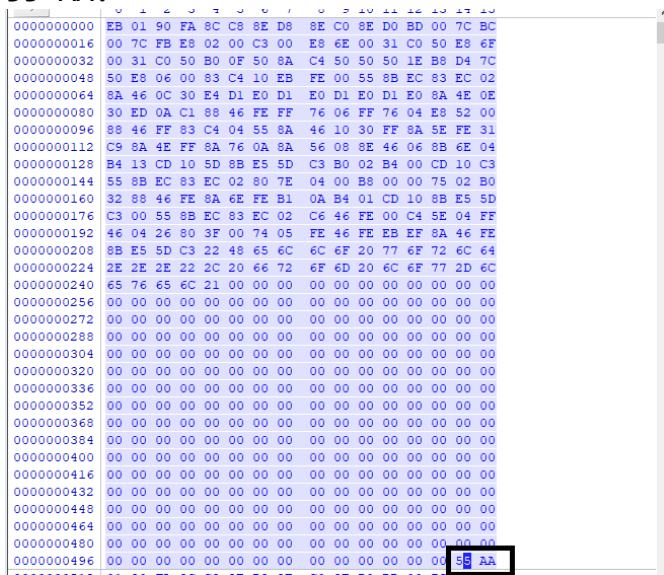 0 1 2 3 4 5 6 7 8 9 10 11 12 13 14 15
0000000000 EB 01 90 FA 8C C8 8E D8 8E C0 8E D0 BD 00 7C BC
0000000016 00 7C FB E8 02 00 C3 00 E8 6E 00 31 C0 50 E8 6F
0000000032 00 31 C0 50 B0 0F 50 8A C4 50 50 50 1E B8 D4 7C
0000000048 50 E8 06 00 83 C4 10 EB FE 00 55 8B EC 83 EC 02
0000000064 8A 46 0C 30 E4 D1 E0 D1 E0 D1 E0 D1 E0 8A 4E 0E
0000000080 30 ED 0A C1 88 46 FE FF 76 06 FF 76 04 E8 52 00
0000000096 88 46 FF 83 C4 04 55 8A 46 10 30 FF 8A 5E FE 31
0000000112 C9 8A 4E FF 8A 76 0A 8A 56 08 8E 46 06 8B 6E 04
0000000128 B4 13 CD 10 5D 8B E5 5D C3 B0 02 B4 00 CD 10 C3
0000000144 55 8B EC 83 EC 02 80 7E 04 00 B8 00 00 75 02 B0
0000000160 32 88 46 FE 8A 6E FE B1 0A B4 01 CD 10 8B E5 5D
0000000176 C3 00 55 8B EC 83 EC 02 C6 46 FE 00 C4 5E 04 FF
0000000192 46 04 26 80 3F 00 74 05 FE 46 FE EB EF 8A 46 FE
0000000208 8B E5 5D C3 22 48 65 6C 6C 6F 20 77 6F 72 6C 64
0000000224 2E 2E 2E 22 2C 20 66 72 6F 6D 20 6C 6F 77 2D 6C
0000000240 65 76 65 6C 21 00 00 00 00 00 00 00 00 00 00 00
0000000256 00 00 00 00 00 00 00 00 00 00 00 00 00 00 00 00
0000000272 00 00 00 00 00 00 00 00 00 00 00 00 00 00 00 00
0000000288 00 00 00 00 00 00 00 00 00 00 00 00 00 00 00 00
0000000304 00 00 00 00 00 00 00 00 00 00 00 00 00 00 00 00
0000000320 00 00 00 00 00 00 00 00 00 00 00 00 00 00 00 00
0000000336 00 00 00 00 00 00 00 00 00 00 00 00 00 00 00 00
0000000352 00 00 00 00 00 00 00 00 00 00 00 00 00 00 00 00
0000000368 00 00 00 00 00 00 00 00 00 00 00 00 00 00 00 00
0000000384 00 00 00 00 00 00 00 00 00 00 00 00 00 00 00 00
0000000400 00 00 00 00 00 00 00 00 00 00 00 00 00 00 00 00
0000000416 00 00 00 00 00 00 00 00 00 00 00 00 00 00 00 00
0000000432 00 00 00 00 00 00 00 00 00 00 00 00 00 00 00 00
0000000448 00 00 00 00 00 00 00 00 00 00 00 00 00 00 00 00
0000000464 00 00 00 00 00 00 00 00 00 00 00 00 00 00 00 00
0000000480 00 00 00 00 00 00 00 00 00 00 00 00 00 00 00 00
0000000496 00 00 00 00 00 00 00 00 00 00 00 00 00 00 55 AA